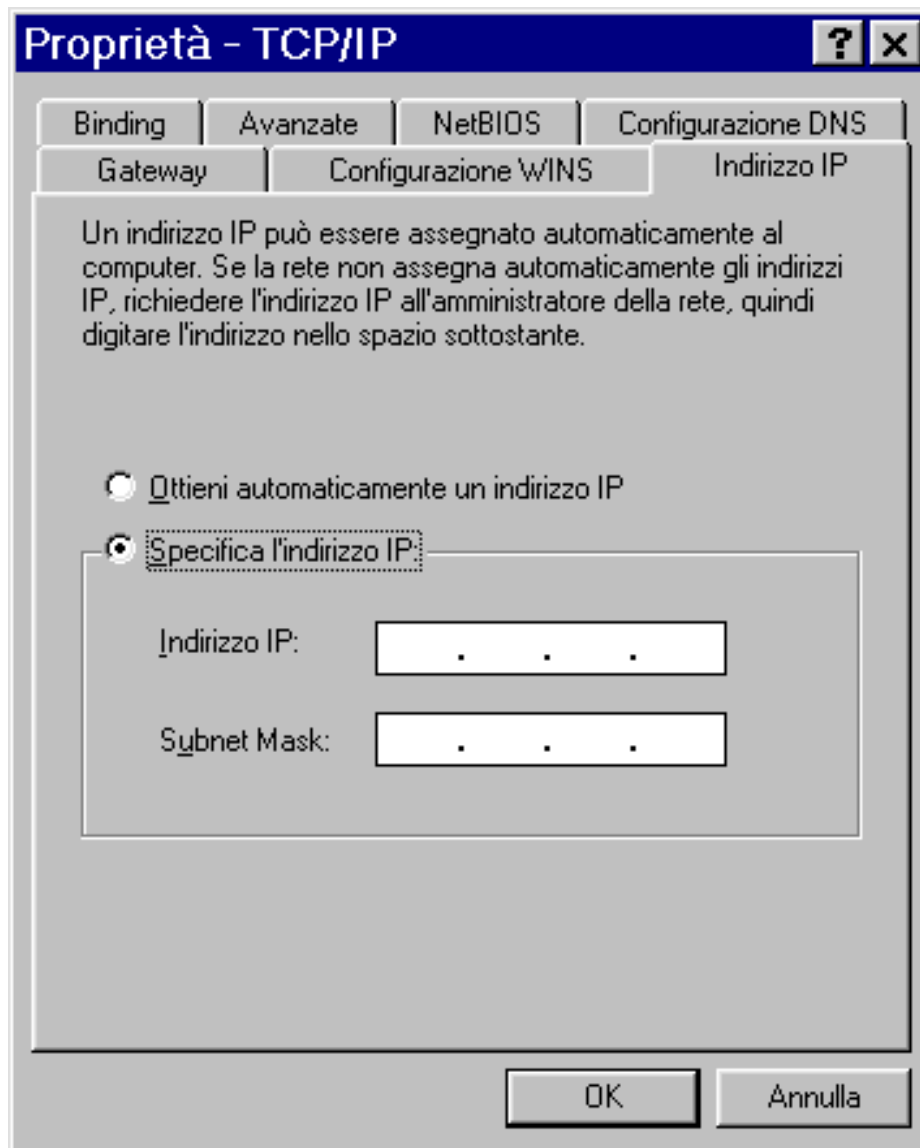 Proprietà - TCP/IP
Binding Avanzate NetBIOS Configurazione DNS
Gateway Configurazione WINS Indirizzo IP
Un indirizzo IP può essere assegnato automaticamente al
computer. Se la rete non assegna automaticamente gli indirizzi
IP, richiedere l'indirizzo IP all'amministratore della rete, quindi
digitare l'indirizzo nello spazio sottostante.
Ottieni automaticamente un indirizzo IP
Specifica l'indirizzo IP:
Indirizzo IP: . . .
Subnet Mask: . . .
OK Annulla